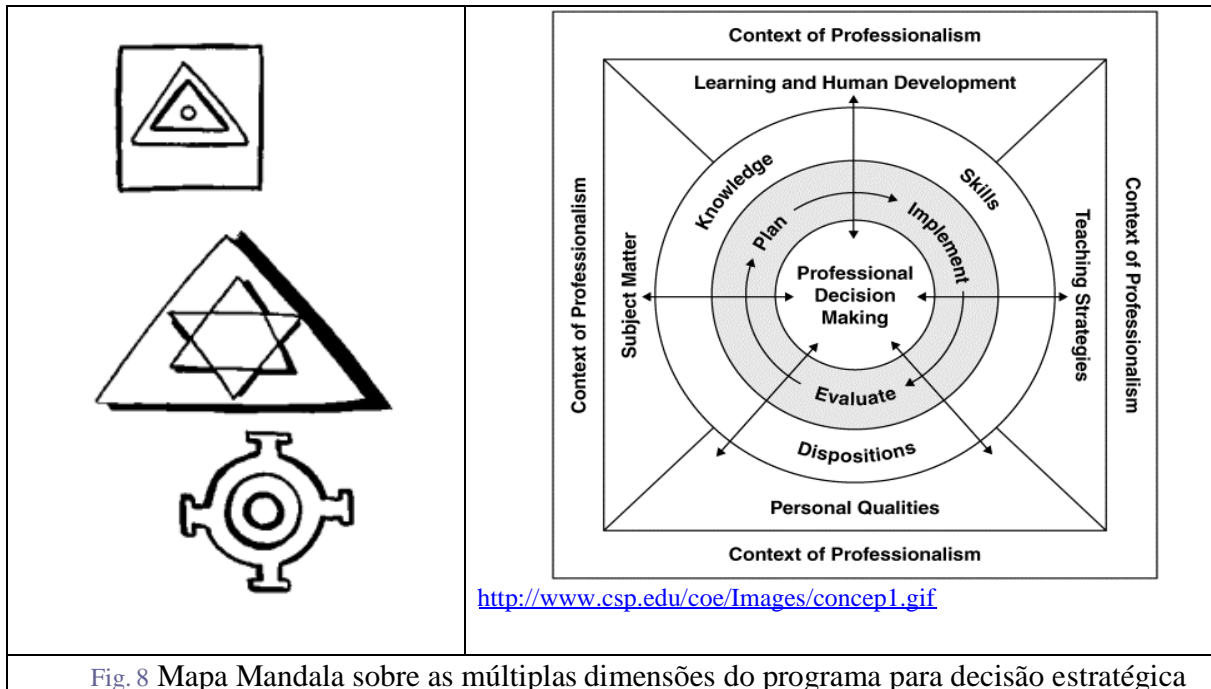 Context of Professionalism
Learning and Human Development
Knowledge
Skills
Plan
Implement
Context of Professionalism
Subject Matter
Professional
Decision
Making
Teaching Strategies
Context of Professionalism
Evaluate
Dispositions
Personal Qualities
Context of Professionalism
http://www.csp.edu/coe/Images/concep1.gif
Fig. 8 Mapa Mandala sobre as múltiplas dimensões do programa para decisão estratégica